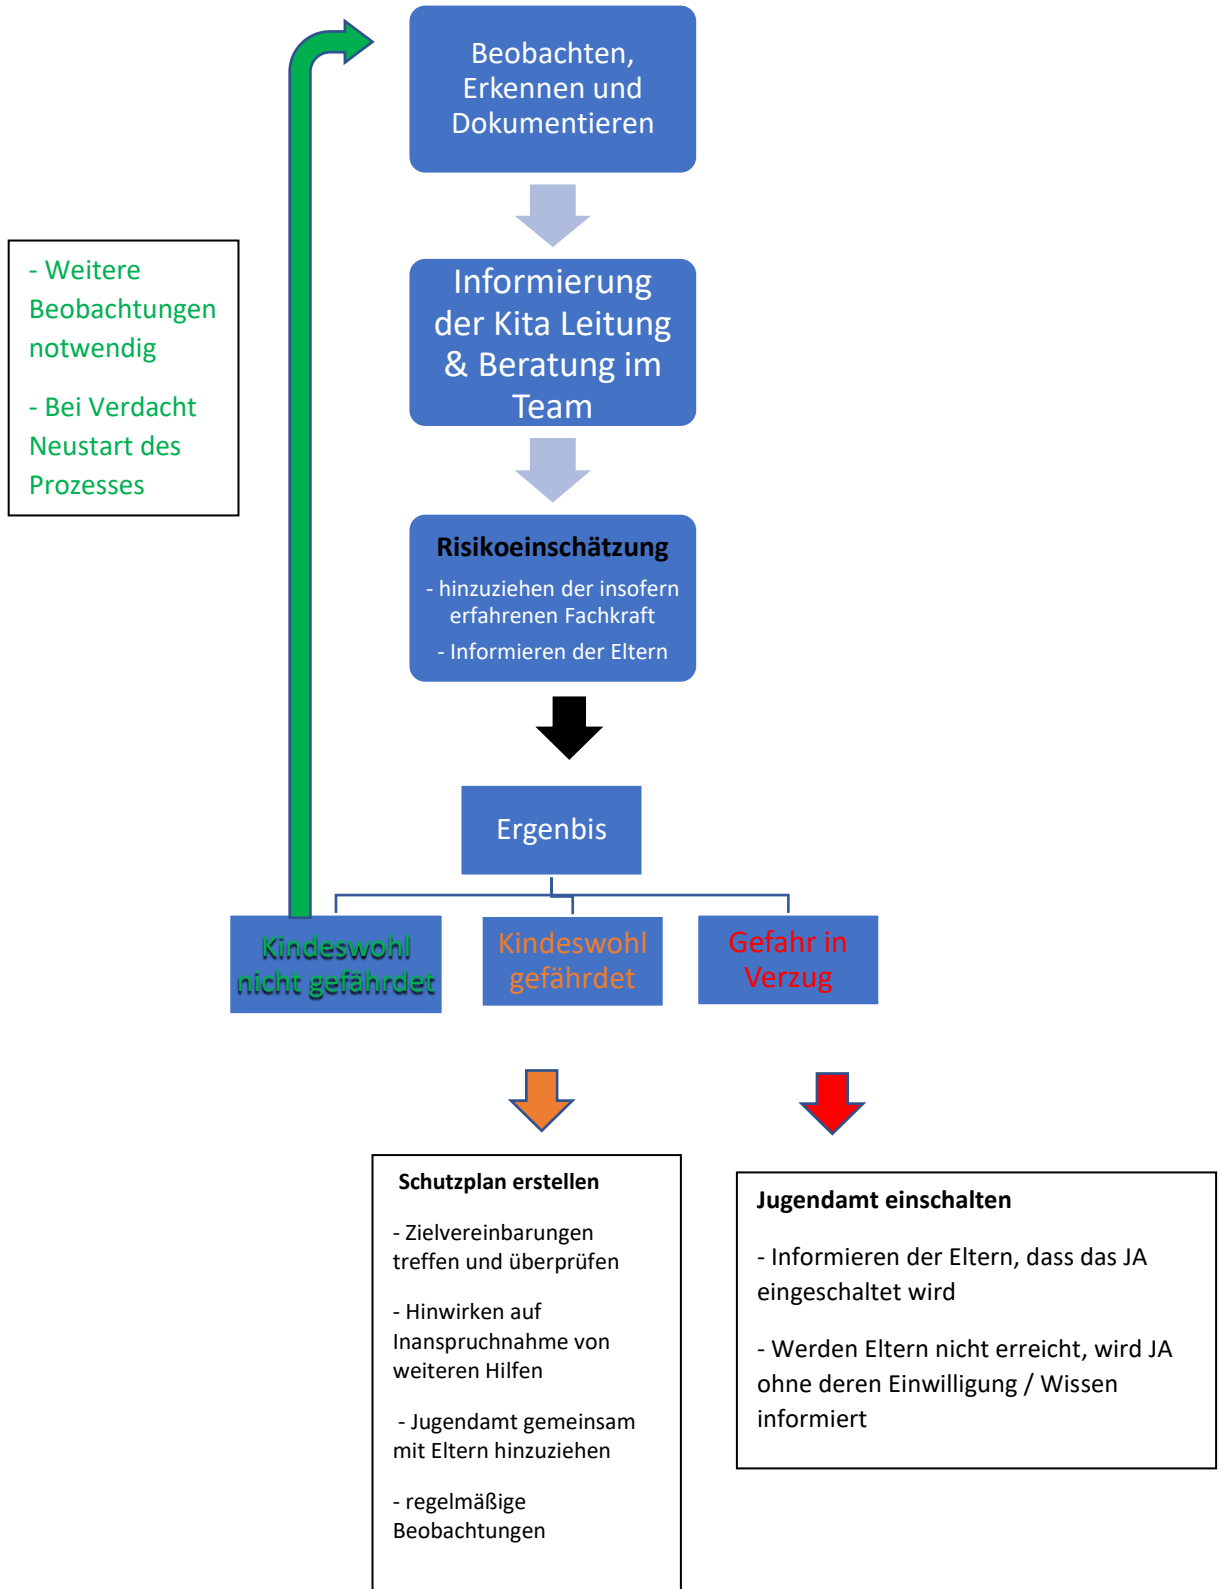 Beobachten,
Erkennen und
Dokumentieren
- Weitere
Beobachtungen
notwendig
- Bei Verdacht
Neustart des
Prozesses
Informierung
der Kita Leitung
& Beratung im
Team
Risikoeinschätzung
- hinzuziehen der insofern
erfahrenen Fachkraft
- Informieren der Eltern
Ergenbis
Kindeswohl
nicht gefährdet
Kindeswohl
gefährdet
Gefahr in
Verzug
Schutzplan erstellen
- Zielvereinbarungen
treffen und überprüfen
- Hinwirken auf
Inanspruchnahme von
weiteren Hilfen
- Jugendamt gemeinsam
mit Eltern hinzuziehen
- regelmäßige
Beobachtungen
Jugendamt einschalten
- Informieren der Eltern, dass das JA
eingeschaltet wird
- Werden Eltern nicht erreicht, wird JA
ohne deren Einwilligung / Wissen
informiert